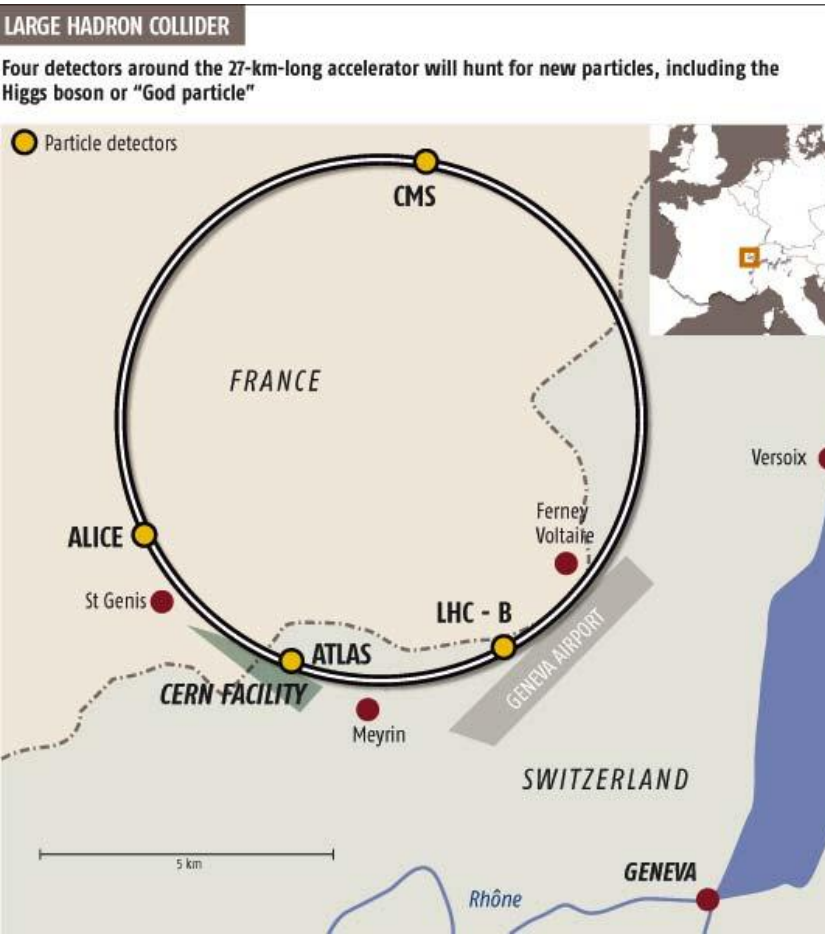 LARGE HADRON COLLIDER
Four detectors around the 27-km-long accelerator will hunt for new particles, including the
Higgs boson or “God particle”
Particle detectors
CMS
FRANCE
Versoix
Ferney
Voltaire
ALICE
St Genis
LHC - B
ATLAS
GENEVA AIRPORT
CERN FACILITY
Meyrin
SWITZERLAND
5 km
GENEVA
Rhône